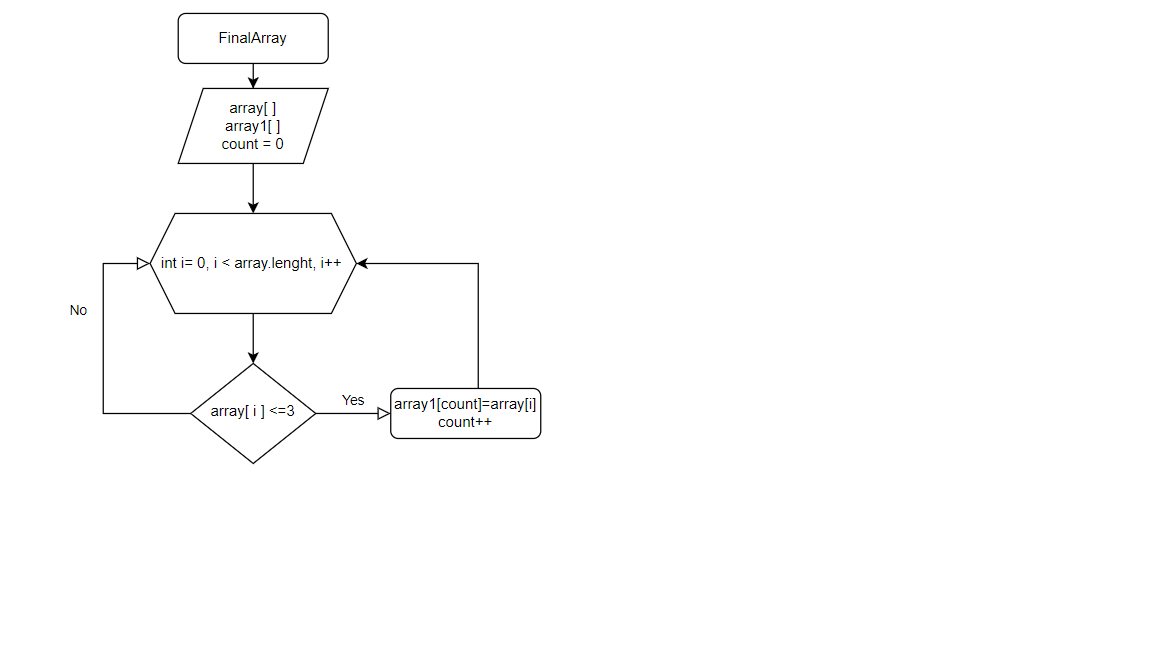 FinalArray
array[ ]
array1[ ]
count = 0
int i= 0, i < array.lenght, i++
No
array[ i ] <=3
Yes
array1[count]=array[i]
count++